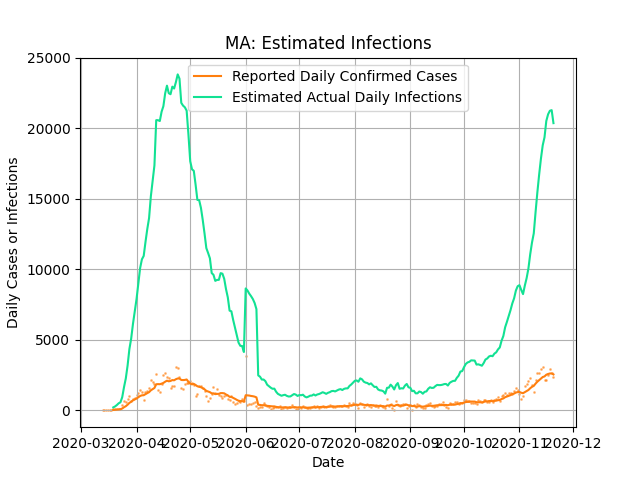 MA: Estimated Infections
Reported Daily Confirmed Cases
Estimated Actual Daily Infections
Daily Cases or Infections
25000
20000
15000
10000
5000
0
2020-03 2020-04 2020-05 2020-06 2020-07 2020-08 2020-09 2020-10 2020-11 2020-12
Date